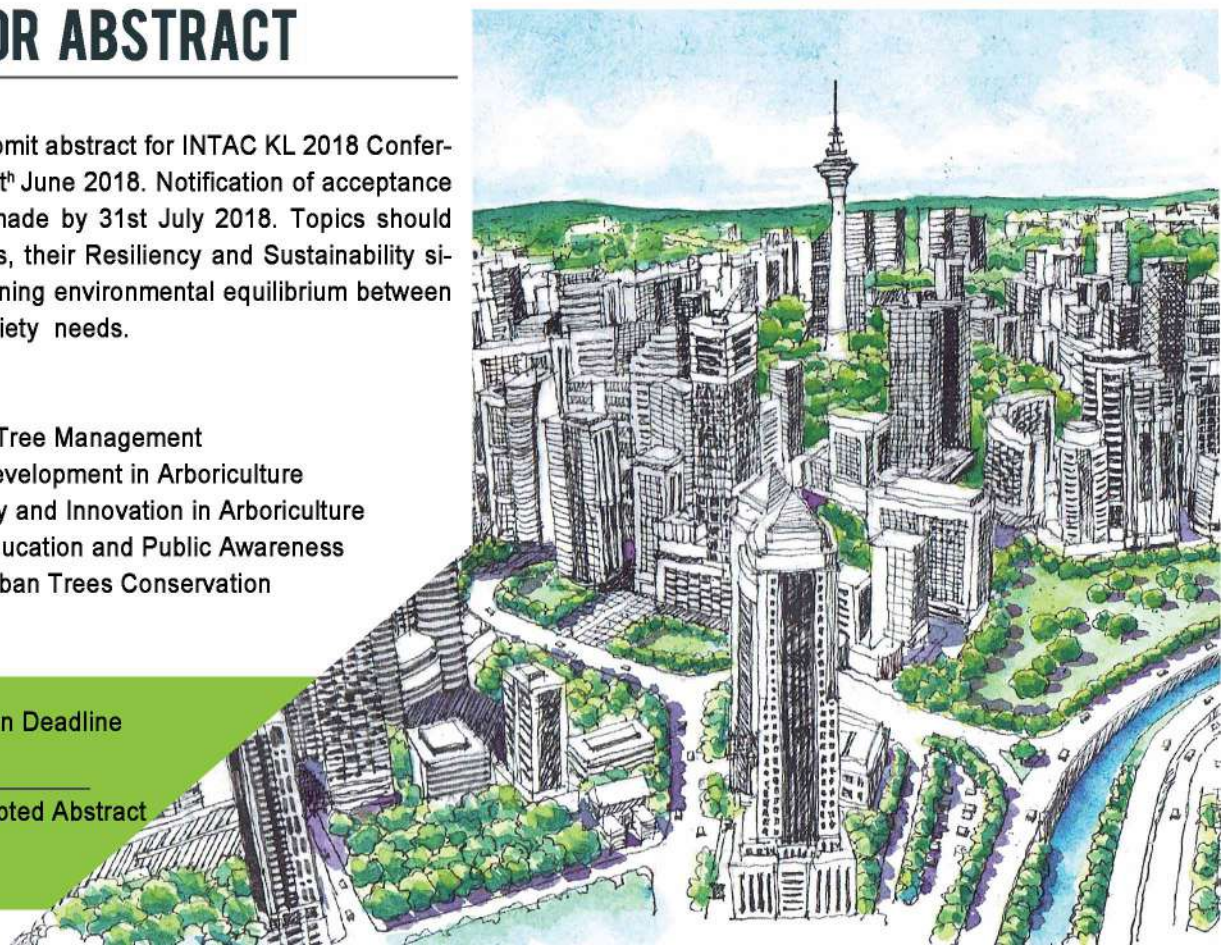 OR ABSTRACT
omit abstract for INTAC KL 2018 Confer-
th June 2018. Notification of acceptance
made by 31st July 2018. Topics should
s, their Resiliency and Sustainability si-
ning environmental equilibrium between
iety needs.
Tree Management
evelopment in Arboriculture
y and Innovation in Arboriculture
ucation and Public Awareness
ban Trees Conservation
n Deadline
pted Abstract